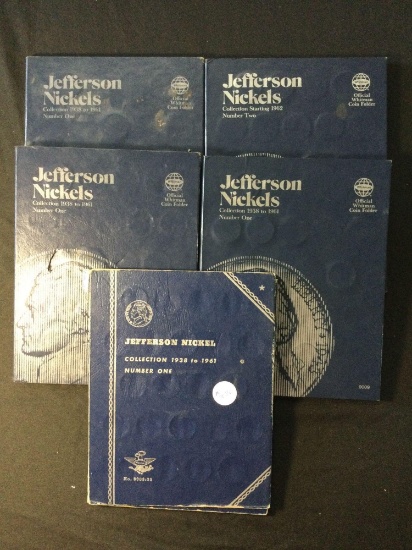 Jefferson
Nickels
Collection 1938 to 1961
Number One
Official
Whitman
Coin Folder
Jefferson
Nickels
Collection Starting 1962
Number Two
Official
Whitman
Coin Folder
Jefferson
Nickels
Collection 1938 to 1961
Number One
Official
Whitman
Coin Folder
Jefferson
Nickels
Collection 1938 to 1961
Number One
Official
Whitman
Coin Folder
JEFFERSON NICKEL
COLLECTION 1938 to 1961
NUMBER ONE